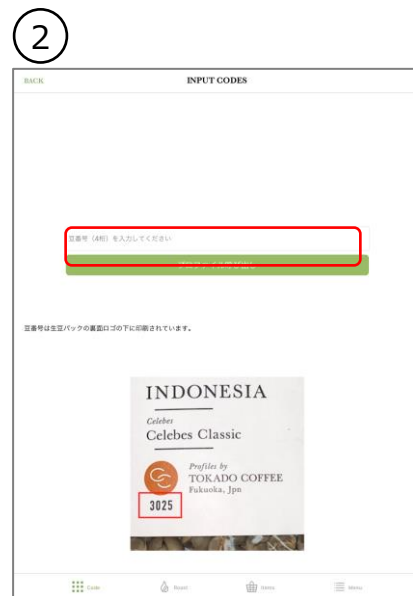 2
BACK
INPUT CODES
豆番号（4桁）を入力してください
豆番号は生豆パックの裏面ロゴの下に印刷されています。
INDONESIA
Celebes
Celebes Classic
Profiles by
TOKADO COFFEE
Fukuoka, Jpn
3025
Code
Roast
Items
Menu